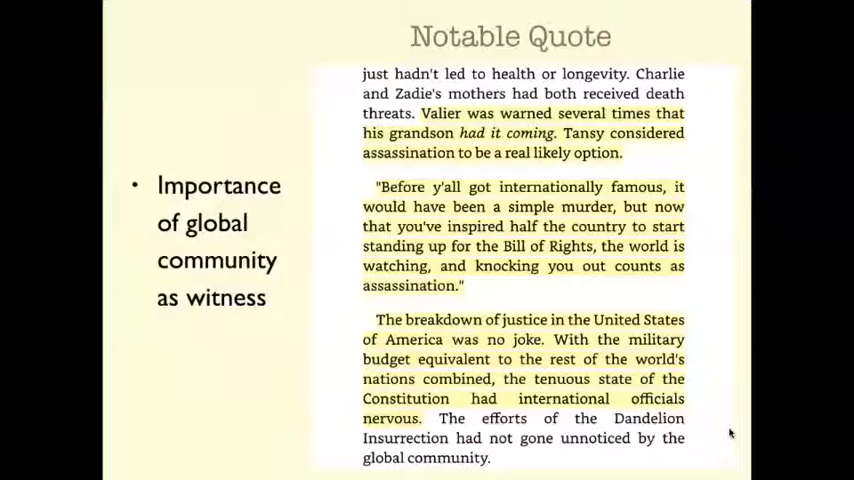 Notable Quote
• Importance
of global
community
as witness
just hadn't led to health or longevity. Charlie
and Zadie's mothers had both received death
threats. Valier was warned several times that
his grandson had it coming. Tansy considered
assassination to be a real likely option.
"Before y'all got internationally famous, it
would have been a simple murder, but now
that you've inspired half the country to start
standing up for the Bill of Rights, the world is
watching, and knocking you out counts as
assassination."
The breakdown of justice in the United States
of America was no joke. With the military
budget equivalent to the rest of the world's
nations combined, the tenuous state of the
Constitution had international officials
nervous. The efforts of the Dandelion
Insurrection had not gone unnoticed by the
global community.